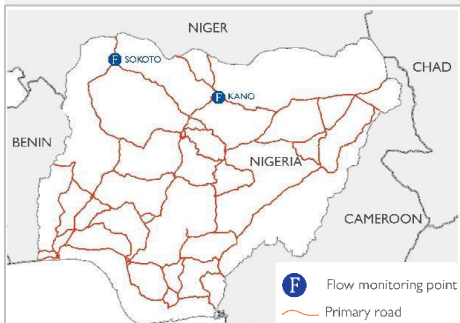 NIGER
F SOKOTO
CHAD
F KANO
BENIN
NIGERIA
CAMEROON
F Flow monitoring point
Primary road